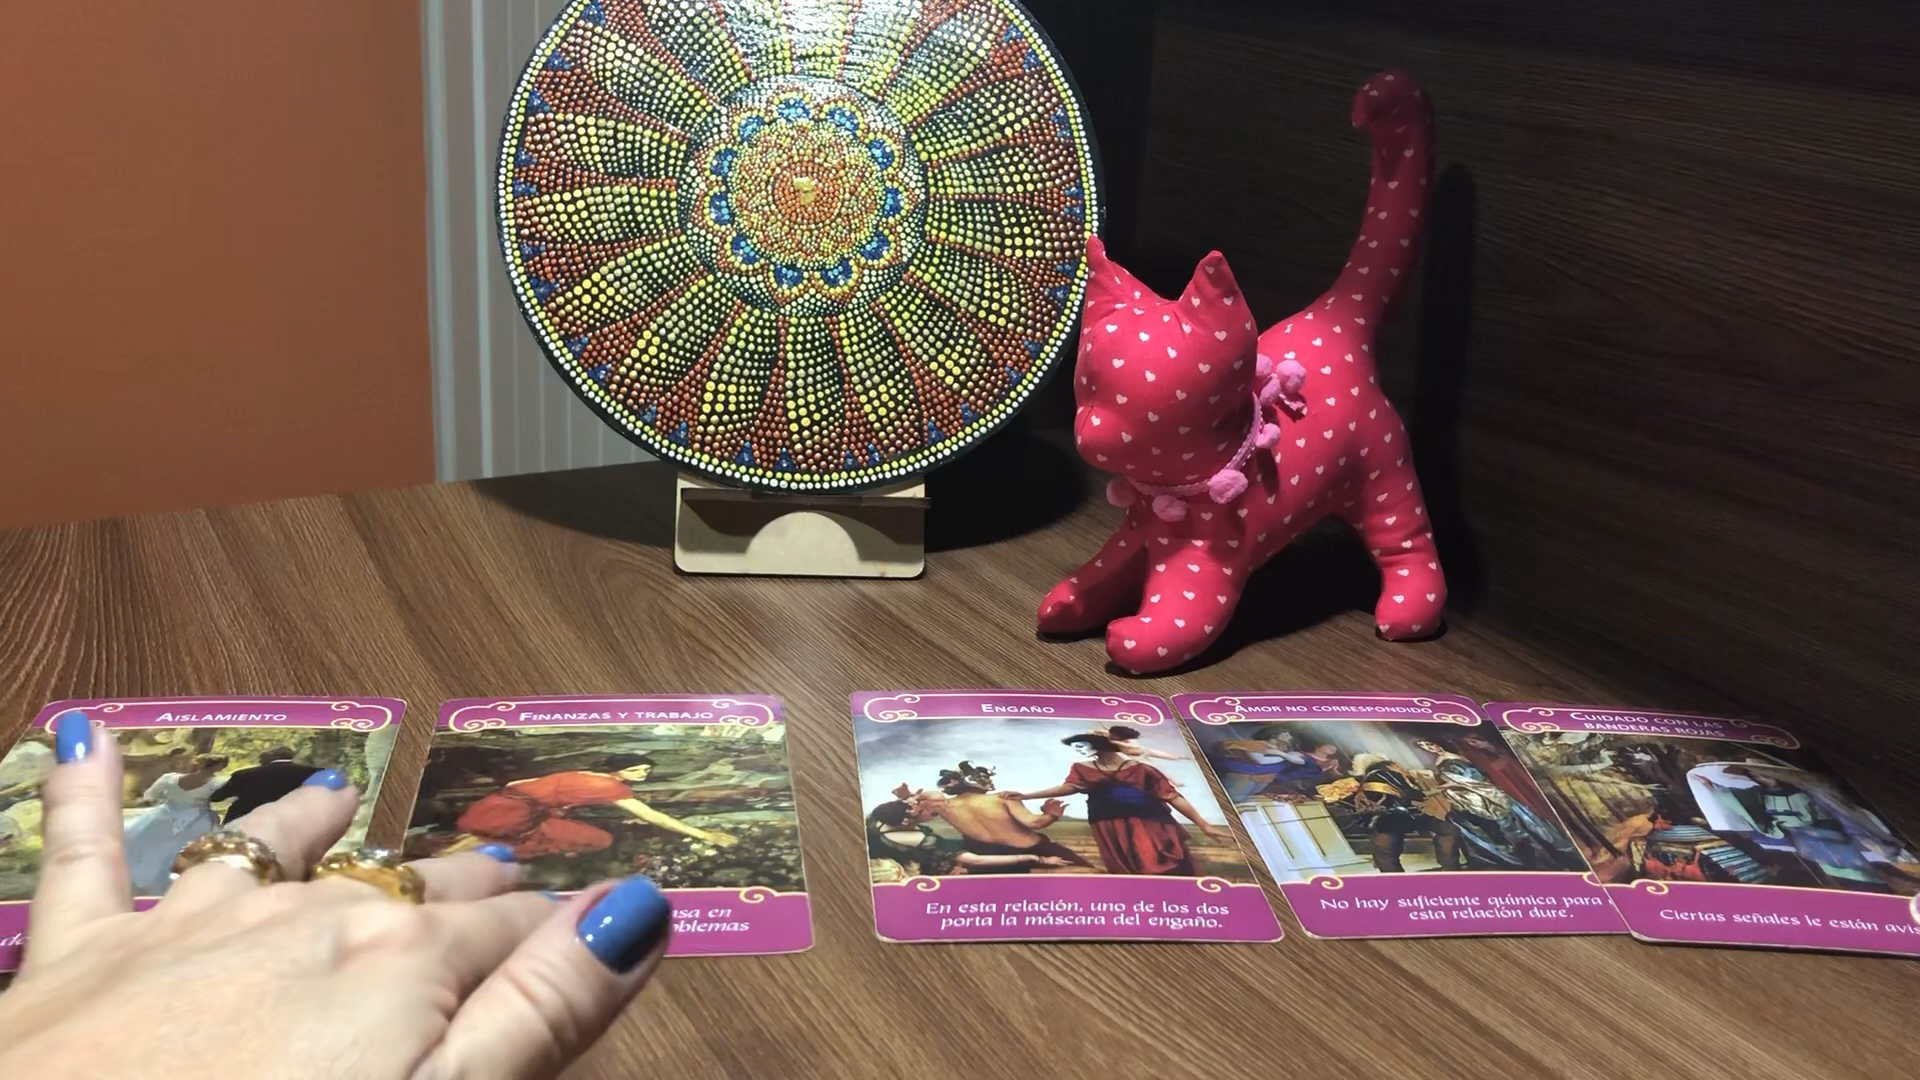 AISLAMIENTO
FINANZAS Y TRABAJO
oblemas
ENGAÑO
En esta relación, uno de los dos
porta la máscara del engaño.
AMOR NO CORRESPONDIDO
No hay suficiente química para
esta relación dure.
CUIDADO CON LAS
BANDERAS ROJAS
Ciertas señales le están avis